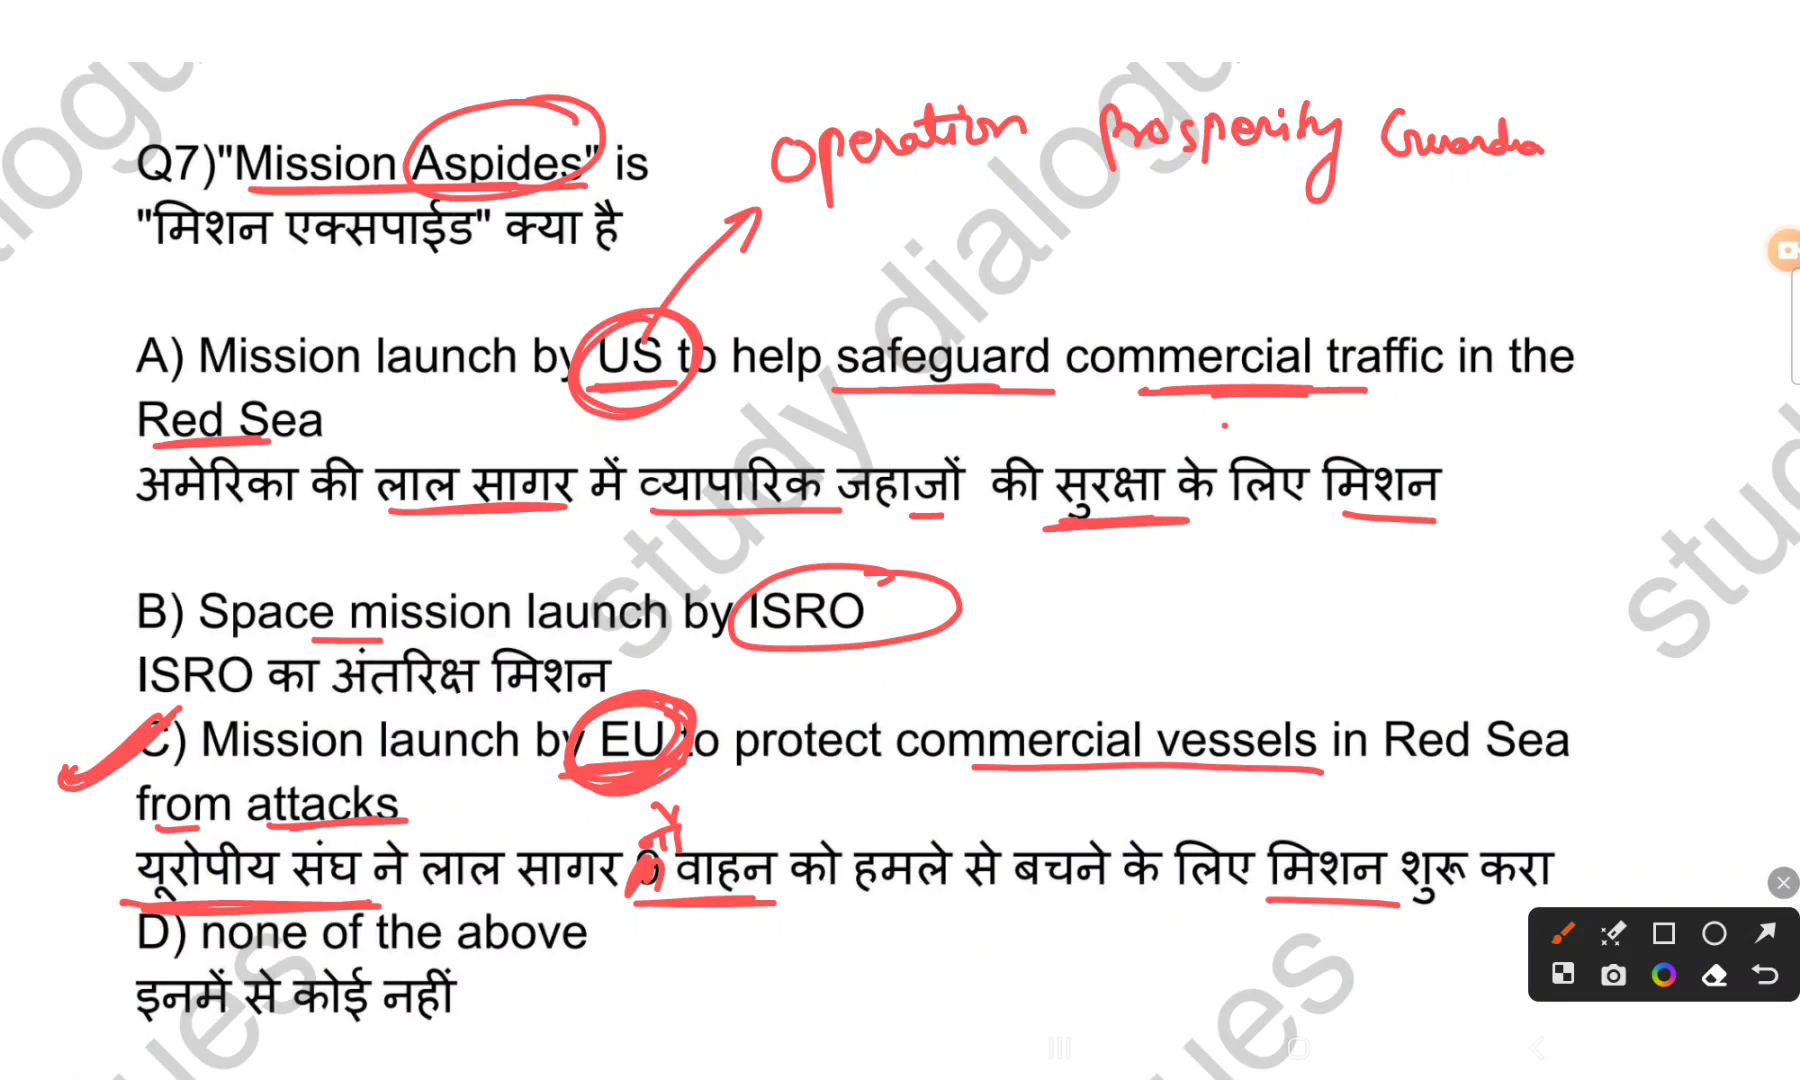 Q7)"Mission Aspides" is
operation Prosperity Gwardia
"मिशन एक्सपाईड" क्या है
A) Mission launch by US to help safeguard commercial traffic in the
Red Sea
अमेरिका की लाल सागर में व्यापारिक जहाजों की सुरक्षा के लिए मिशन
B) Space mission launch by ISRO
ISRO का अंतरिक्ष मिशन
C) Mission launch by EU to protect commercial vessels in Red Sea
from attacks
यूरोपीय संघ ने लाल सागर में वाहन को हमले से बचने के लिए मिशन शुरू करा
D) none of the above
इनमें से कोई नहीं
study dialogues